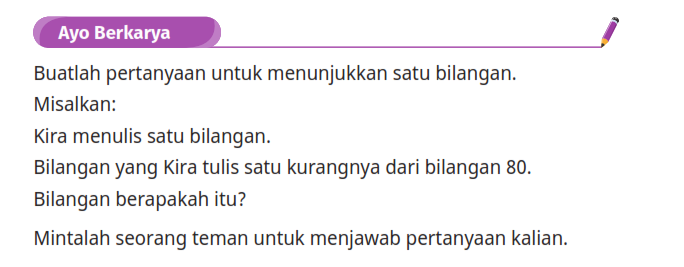 Ayo Berkarya
Buatlah pertanyaan untuk menunjukkan satu bilangan.
Misalkan:
Kira menulis satu bilangan.
Bilangan yang Kira tulis satu kurangnya dari bilangan 80.
Bilangan berapakah itu?
Mintalah seorang teman untuk menjawab pertanyaan kalian.